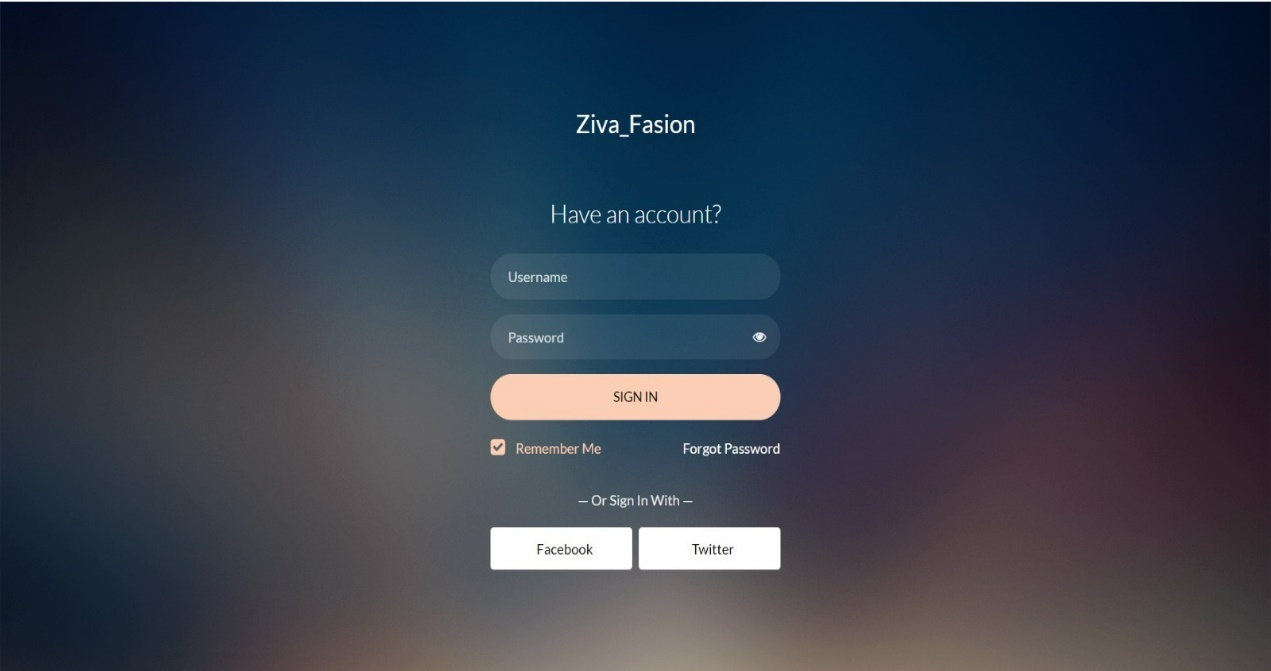 Ziva_Fasion
Have an account?
Username
Password
SIGN IN
Remember Me Forgot Password
— Or Sign In With —
Facebook Twitter